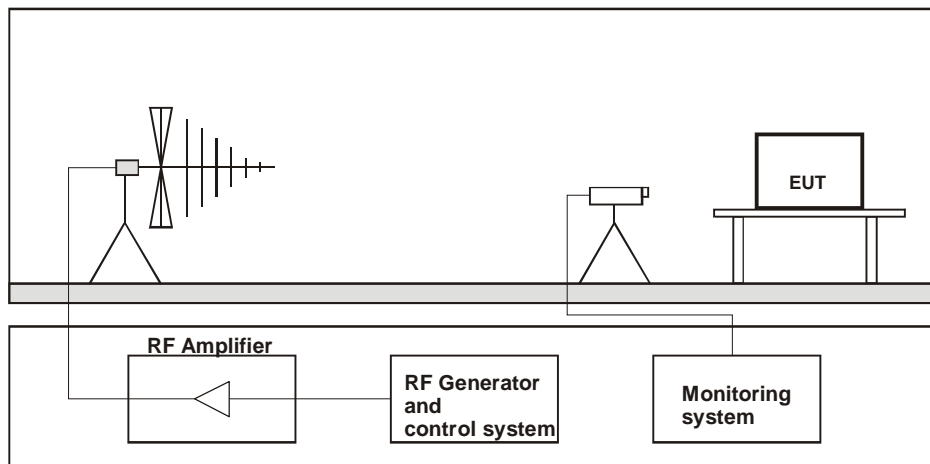 EUT
RF Amplifier
RF Generator
and
control system
Monitoring
system